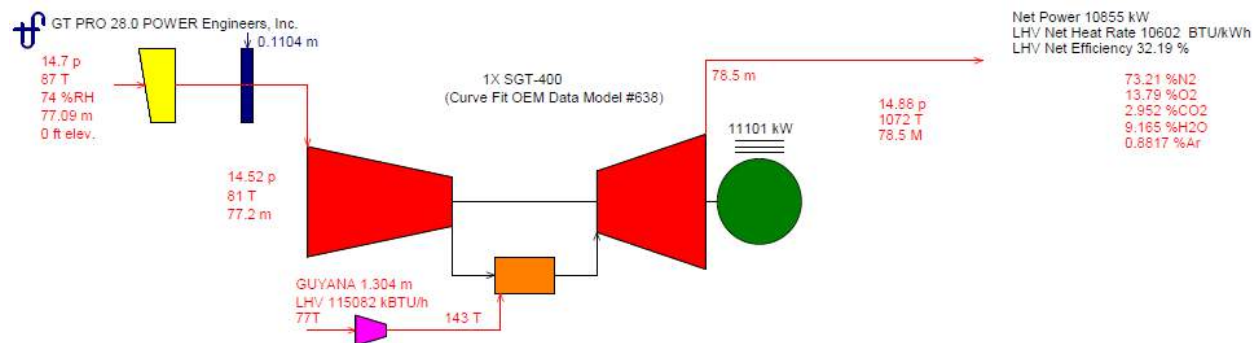 GT PRO 28.0 POWER Engineers, Inc.
0.1104 m
14.7 p
87 T
74 %RH
77.09 m
0 ft elev.
14.52 p
81 T
77.2 m
1X SGT-400
(Curve Fit OEM Data Model #638)
GUYANA 1.304 m
LHV 115082 kBTU/h
77T
143 T
78.5 m
11101 kW
14.88 p
1072 T
78.5 M
Net Power 10855 kW
LHV Net Heat Rate 10602 BTU/kWh
LHV Net Efficiency 32.19 %
73.21 %N2
13.79 %O2
2.952 %CO2
9.165 %H2O
0.8817 %Ar